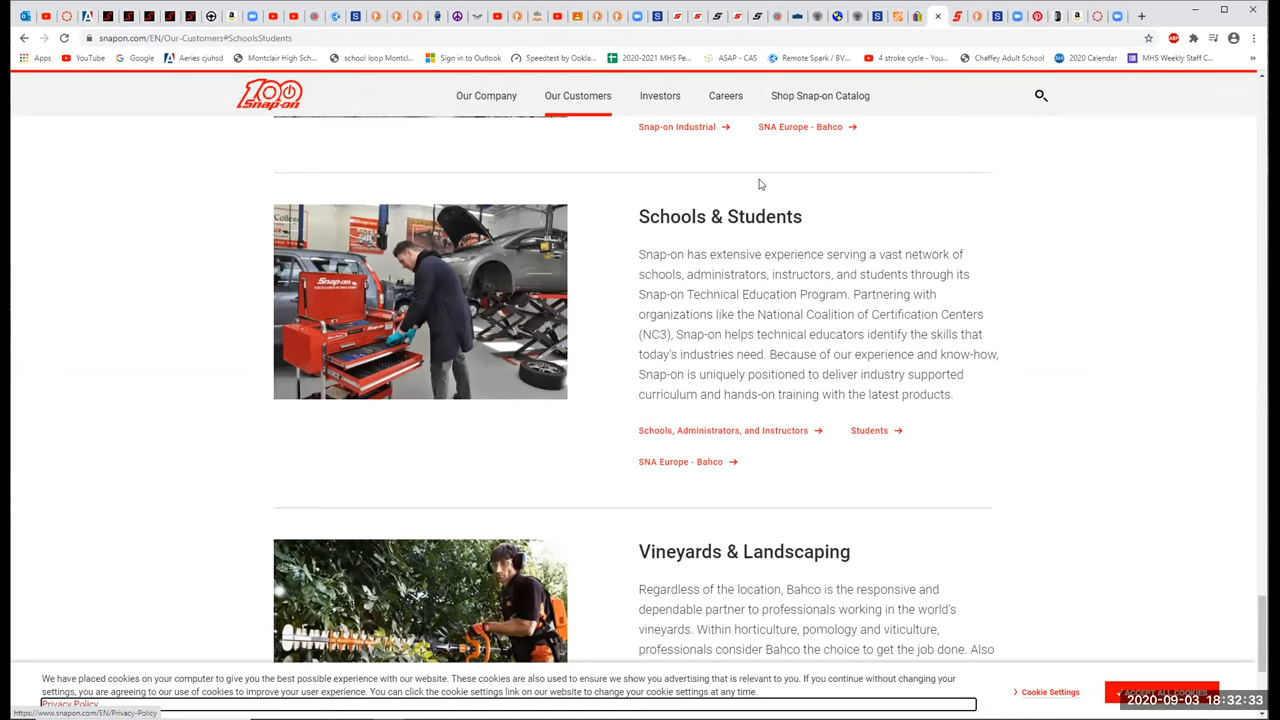 snapon.com/EN/Our-Customers#SchoolsStudents
Apps YouTube Google Aeries cjuhsd Montclair High Sch... school loop Montcl... Sign in to Outlook Speedtest by Ookla... 2020-2021 MHS Pe... ASAP - CAS Remote Spark / BV... 4 stroke cycle - You... Chaffey Adult School 2020 Calendar MHS Weekly Staff C... »
100 Snap-on Our Company Our Customers Investors Careers Shop Snap-on Catalog
Snap-on Industrial → SNA Europe - Bahco →
Schools & Students
Snap-on has extensive experience serving a vast network of
schools, administrators, instructors, and students through its
Snap-on Technical Education Program. Partnering with
organizations like the National Coalition of Certification Centers
(NC3), Snap-on helps technical educators identify the skills that
today's industries need. Because of our experience and know-how,
Snap-on is uniquely positioned to deliver industry supported
curriculum and hands-on training with the latest products.
Schools, Administrators, and Instructors → Students →
SNA Europe - Bahco →
Snap-on
Vineyards & Landscaping
Regardless of the location, Bahco is the responsive and
dependable partner to professionals working in the world's
vineyards. Within horticulture, pomology and viticulture,
professionals consider Bahco the choice to get the job done. Also
We have placed cookies on your computer to give you the best possible experience with our website. These cookies are also used to ensure we show you advertising that is relevant to you. If you continue without changing your
settings, you are agreeing to our use of cookies to improve your user experience. You can click the cookie settings link on our website to change your cookie settings at any time.
Privacy Policy
Cookie Settings
ACCEPT ALL COOKIES
2020-09-03 18:32:33
https://www.snapon.com/EN/Privacy-Policy